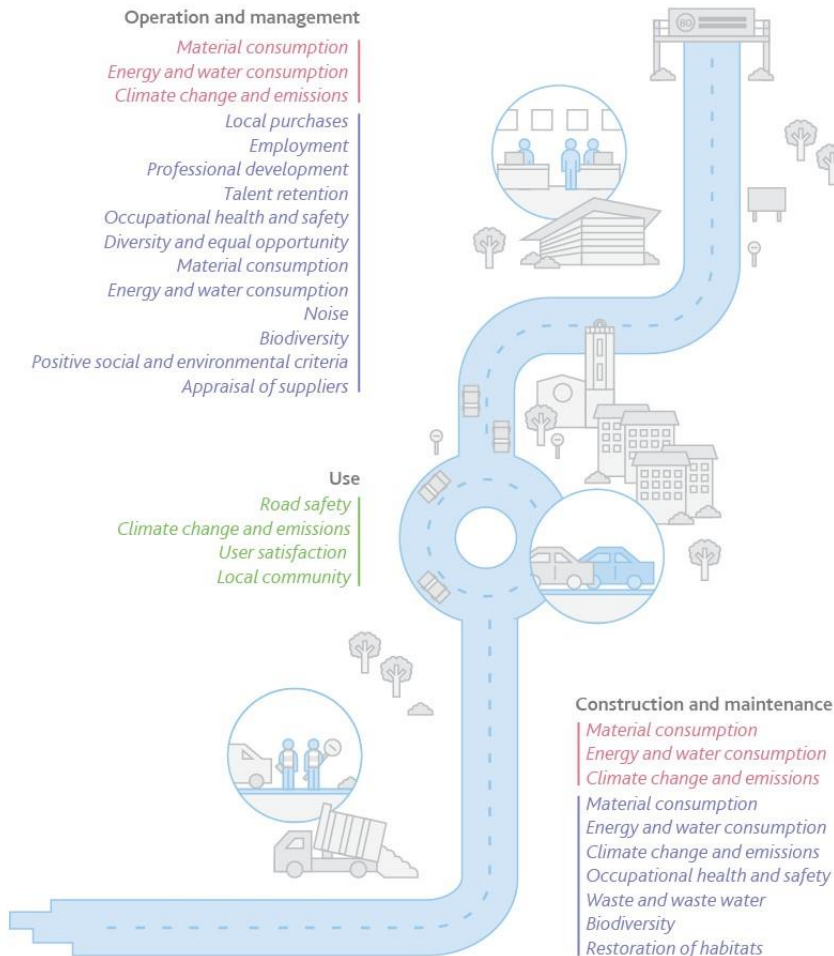 Operation and management
Material consumption
Energy and water consumption
Climate change and emissions
Local purchases
Employment
Professional development
Talent retention
Occupational health and safety
Diversity and equal opportunity
Material consumption
Energy and water consumption
Noise
Biodiversity
Positive social and environmental criteria
Appraisal of suppliers
80
Use
Road safety
Climate change and emissions
User satisfaction
Local community
Construction and maintenance
Material consumption
Energy and water consumption
Climate change and emissions
Material consumption
Energy and water consumption
Climate change and emissions
Occupational health and safety
Waste and waste water
Biodiversity
Restoration of habitats